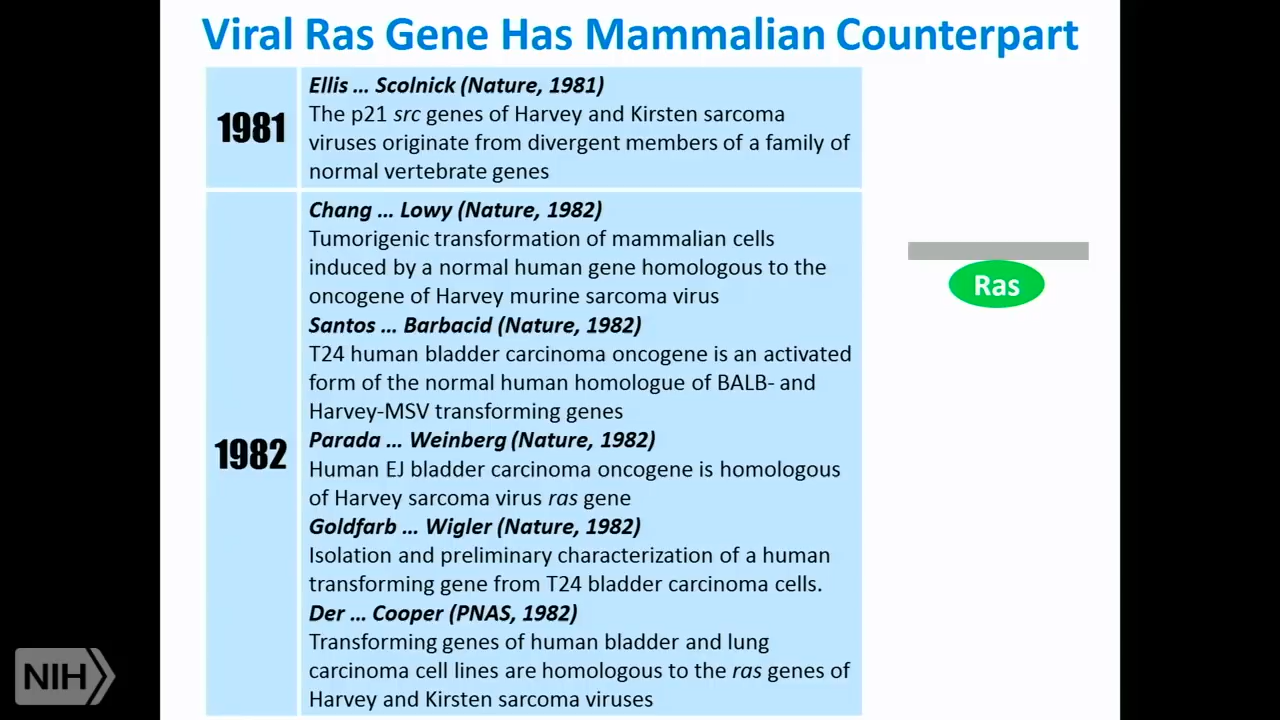 Viral Ras Gene Has Mammalian Counterpart
1981
Ellis ... Scolnick (Nature, 1981)
The p21 src genes of Harvey and Kirsten sarcoma
viruses originate from divergent members of a family of
normal vertebrate genes
1982
Chang ... Lowy (Nature, 1982)
Tumorigenic transformation of mammalian cells
induced by a normal human gene homologous to the
oncogene of Harvey murine sarcoma virus
Santos ... Barbacid (Nature, 1982)
T24 human bladder carcinoma oncogene is an activated
form of the normal human homologue of BALB- and
Harvey-MSV transforming genes
Parada ... Weinberg (Nature, 1982)
Human EJ bladder carcinoma oncogene is homologous
of Harvey sarcoma virus ras gene
Goldfarb ... Wigler (Nature, 1982)
Isolation and preliminary characterization of a human
transforming gene from T24 bladder carcinoma cells.
Der ... Cooper (PNAS, 1982)
Transforming genes of human bladder and lung
carcinoma cell lines are homologous to the ras genes of
Harvey and Kirsten sarcoma viruses
Ras
NIH